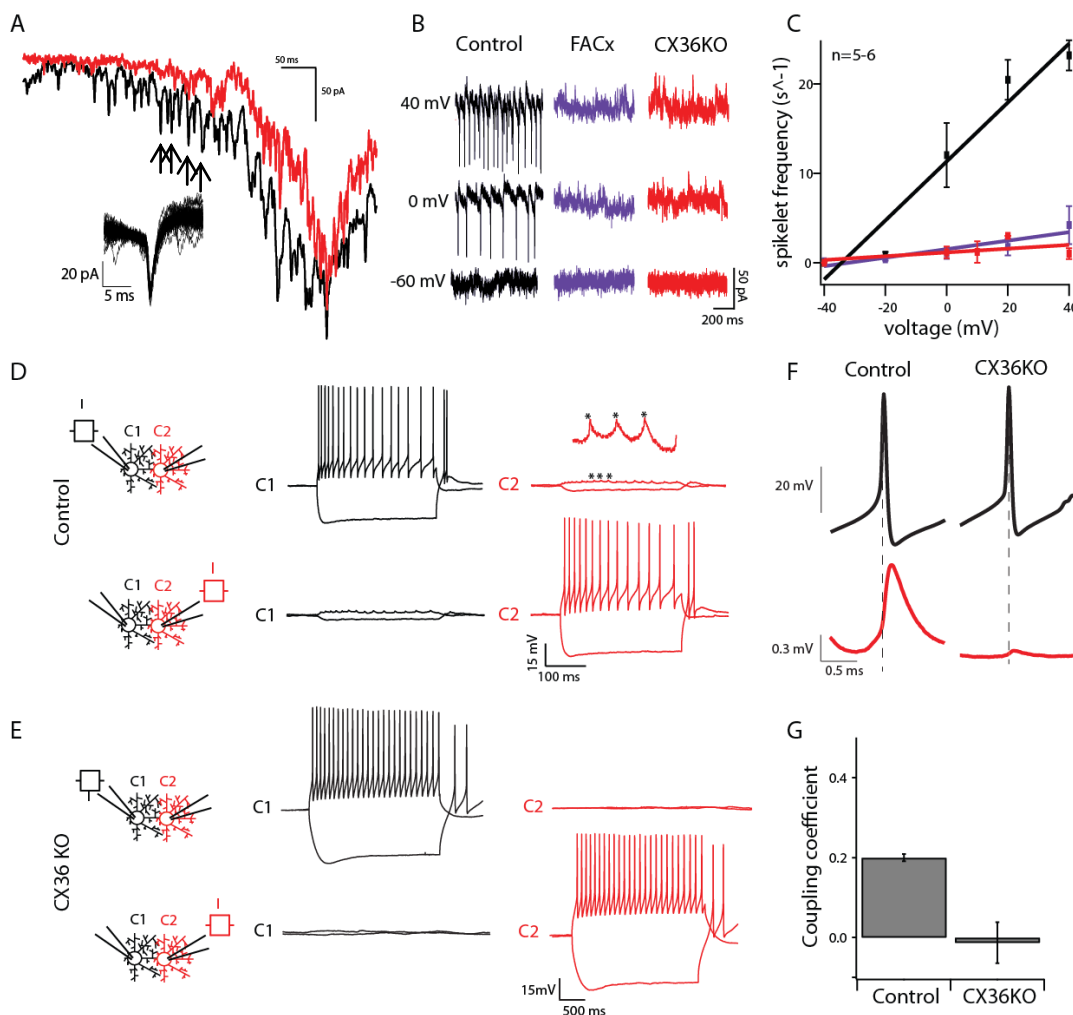 A
50 ms
50 pA
20 pA
5 ms
B
Control FACx CX36KO
40 mV
0 mV
-60 mV
50 pA
200 ms
C
n=5-6
spikelet frequency (s^-1)
20
10
0
-40 -20 0 20 40
voltage (mV)
D
Control
I
C1 C2
C1
C2
* * *
***
C1 C2
I
C1
C2
15 mV
100 ms
E
CX36 KO
I
C1 C2
C1
C2
C1 C2
I
C1
C2
15mV
500 ms
F
Control CX36KO
20 mV
0.3 mV
0.5 ms
G
Coupling coefficient
0.4
0.2
0.0
Control CX36KO